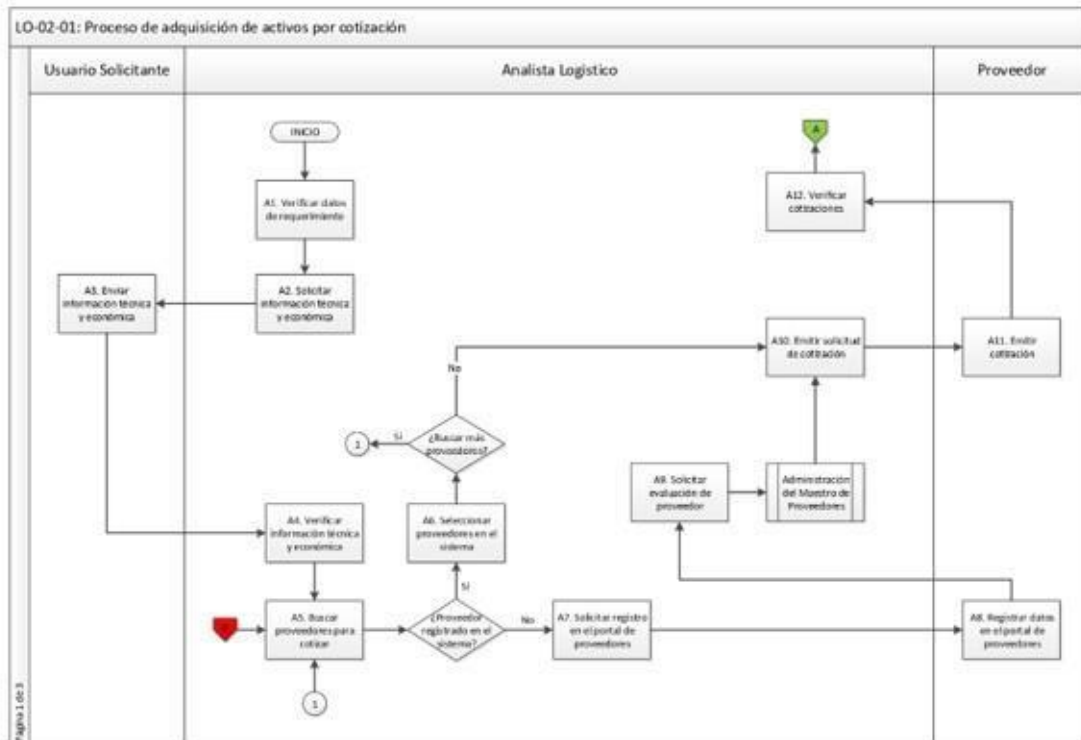 LO-02-01: Proceso de adquisición de activos por cotización
Usuario Solicitante
Analista Logístico
Proveedor
INICIO
A
A1. Verificar datos
de requerimiento
A12. Verificar
cotizaciones
A3. Enviar
información técnica
y económica
A2. Solicitar
información técnica
y económica
A10. Emitir solicitud
de cotización
A11. Emitir
cotización
No
¿Buscar más
proveedores?
Si
1
A9. Solicitar
evaluación de
proveedor
Administración
del Maestro de
Proveedores
A4. Verificar
información técnica
y económica
A6. Seleccionar
proveedores en el
sistema
Si
A5. Buscar
proveedores para
cotizar
¿Proveedor
registrado en el
sistema?
No
A7. Solicitar registro
en el portal de
proveedores
A8. Registrar datos
en el portal de
proveedores
1
Página 1 de 3